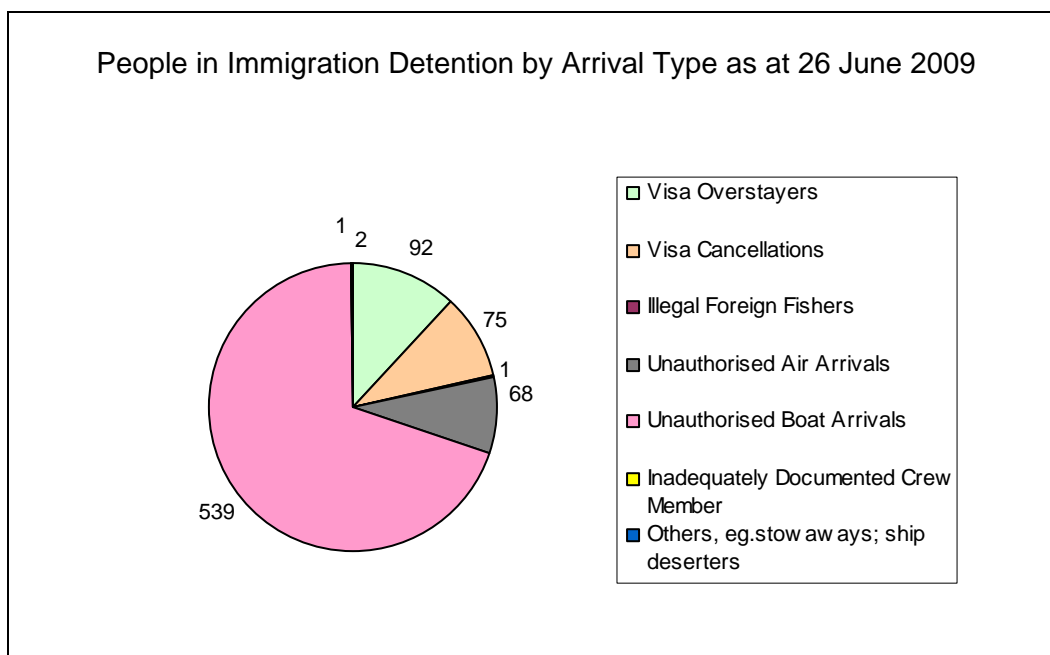 People in Immigration Detention by Arrival Type as at 26 June 2009
1
2
92
75
1
68
539
Visa Overstayers
Visa Cancellations
Illegal Foreign Fishers
Unauthorised Air Arrivals
Unauthorised Boat Arrivals
Inadequately Documented Crew
Member
Others, eg.stow aw ays; ship
deserters